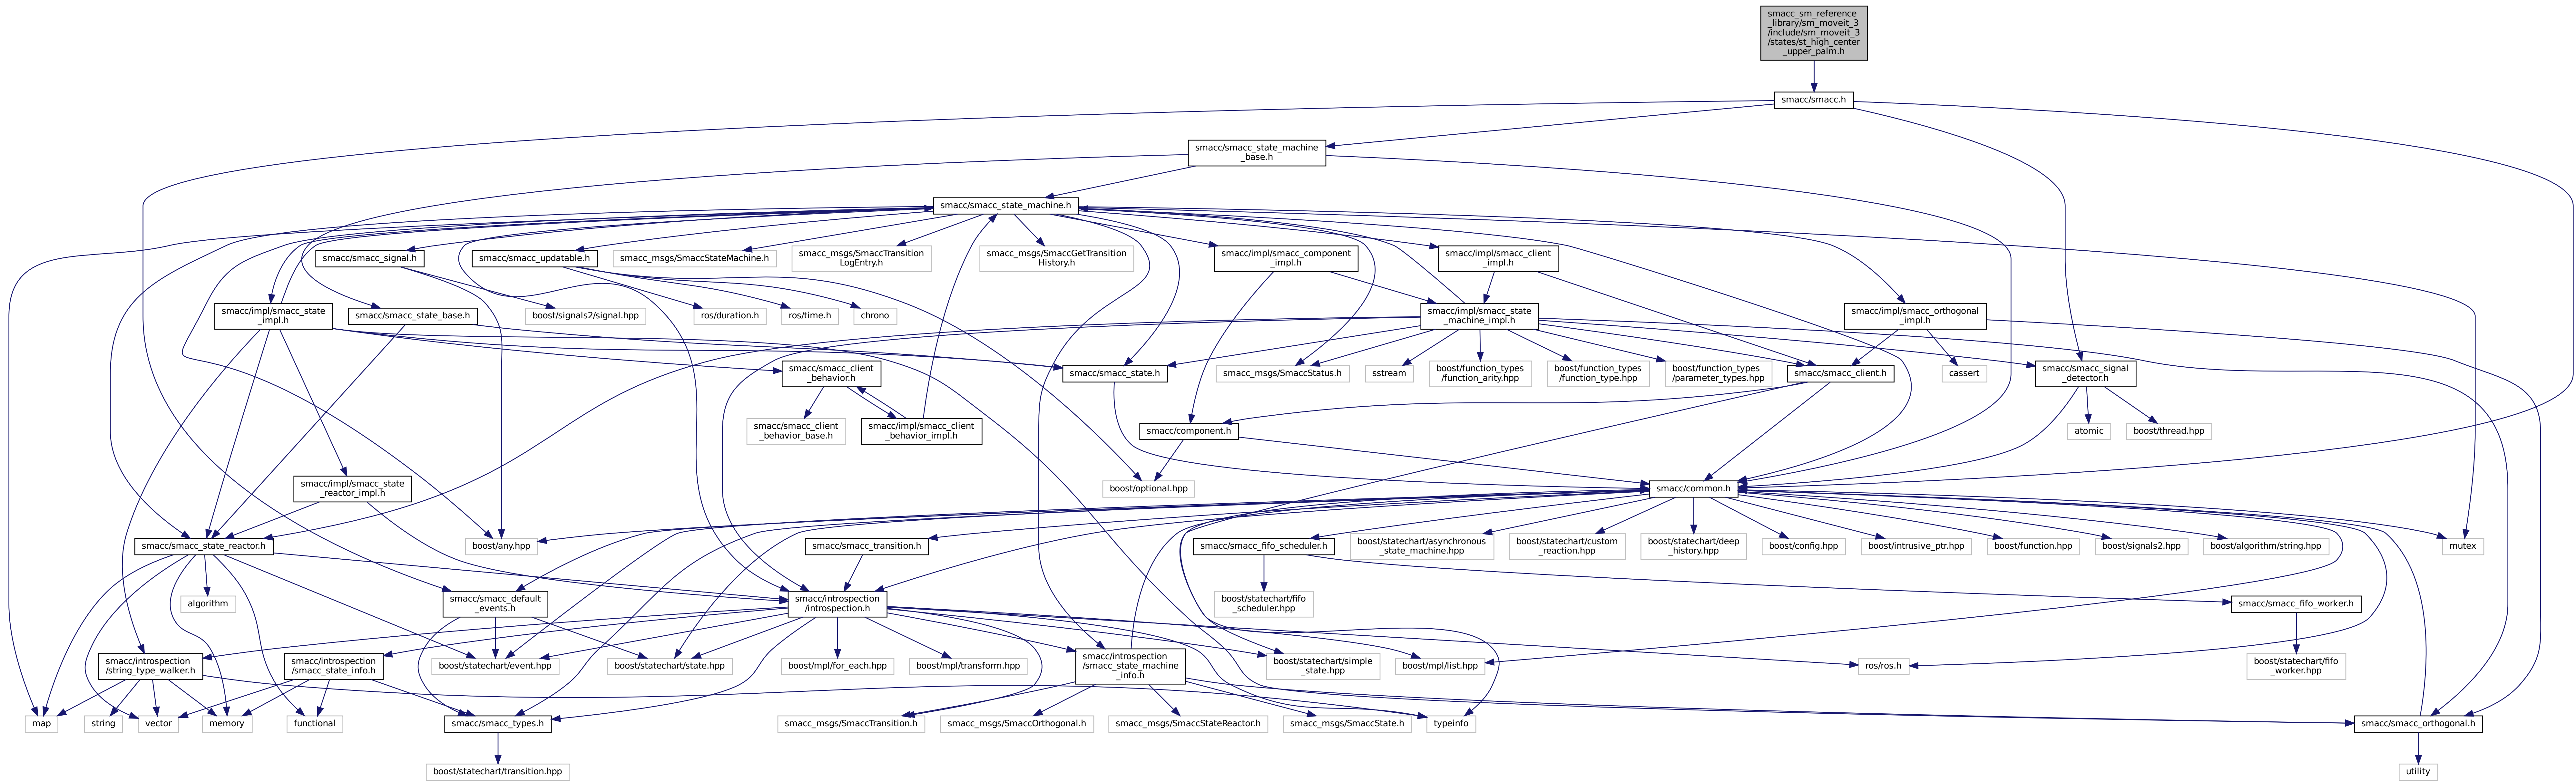 smacc_sm_reference
_library/sm_moveit_3
/include/sm_moveit_3
/states/st_high_center
_upper_palm.h
smacc/smacc.h
smacc/smacc_state_machine
_base.h
smacc/smacc_state_machine.h
smacc/smacc_signal.h
smacc/smacc_updatable.h
smacc_msgs/SmaccStateMachine.h
smacc_msgs/SmaccTransition
LogEntry.h
smacc_msgs/SmaccGetTransition
History.h
smacc/impl/smacc_component
_impl.h
smacc/impl/smacc_client
_impl.h
smacc/impl/smacc_state
_impl.h
smacc/smacc_state_base.h
boost/signals2/signal.hpp
ros/duration.h
ros/time.h
chrono
smacc/impl/smacc_state
_machine_impl.h
smacc/impl/smacc_orthogonal
_impl.h
smacc/smacc_client
_behavior.h
smacc/smacc_state.h
smacc_msgs/SmaccStatus.h
sstream
boost/function_types
/function_arity.hpp
boost/function_types
/function_type.hpp
boost/function_types
/parameter_types.hpp
smacc/smacc_client.h
cassert
smacc/smacc_signal
_detector.h
smacc/smacc_client
_behavior_base.h
smacc/impl/smacc_client
_behavior_impl.h
smacc/component.h
atomic
boost/thread.hpp
smacc/impl/smacc_state
_reactor_impl.h
boost/optional.hpp
smacc/common.h
smacc/smacc_state_reactor.h
boost/any.hpp
smacc/smacc_transition.h
smacc/smacc_fifo_scheduler.h
boost/statechart/asynchronous
_state_machine.hpp
boost/statechart/custom
_reaction.hpp
boost/statechart/deep
_history.hpp
boost/config.hpp
boost/intrusive_ptr.hpp
boost/function.hpp
boost/signals2.hpp
boost/algorithm/string.hpp
mutex
algorithm
smacc/smacc_default
_events.h
smacc/introspection
/introspection.h
boost/statechart/fifo
_scheduler.hpp
smacc/smacc_fifo_worker.h
smacc/introspection
/string_type_walker.h
smacc/introspection
/smacc_state_info.h
boost/statechart/event.hpp
boost/statechart/state.hpp
boost/mpl/for_each.hpp
boost/mpl/transform.hpp
smacc/introspection
/smacc_state_machine
_info.h
boost/statechart/simple
_state.hpp
boost/mpl/list.hpp
ros/ros.h
boost/statechart/fifo
_worker.hpp
map
string
vector
memory
functional
smacc/smacc_types.h
smacc_msgs/SmaccTransition.h
smacc_msgs/SmaccOrthogonal.h
smacc_msgs/SmaccStateReactor.h
smacc_msgs/SmaccState.h
typeinfo
smacc/smacc_orthogonal.h
boost/statechart/transition.hpp
utility